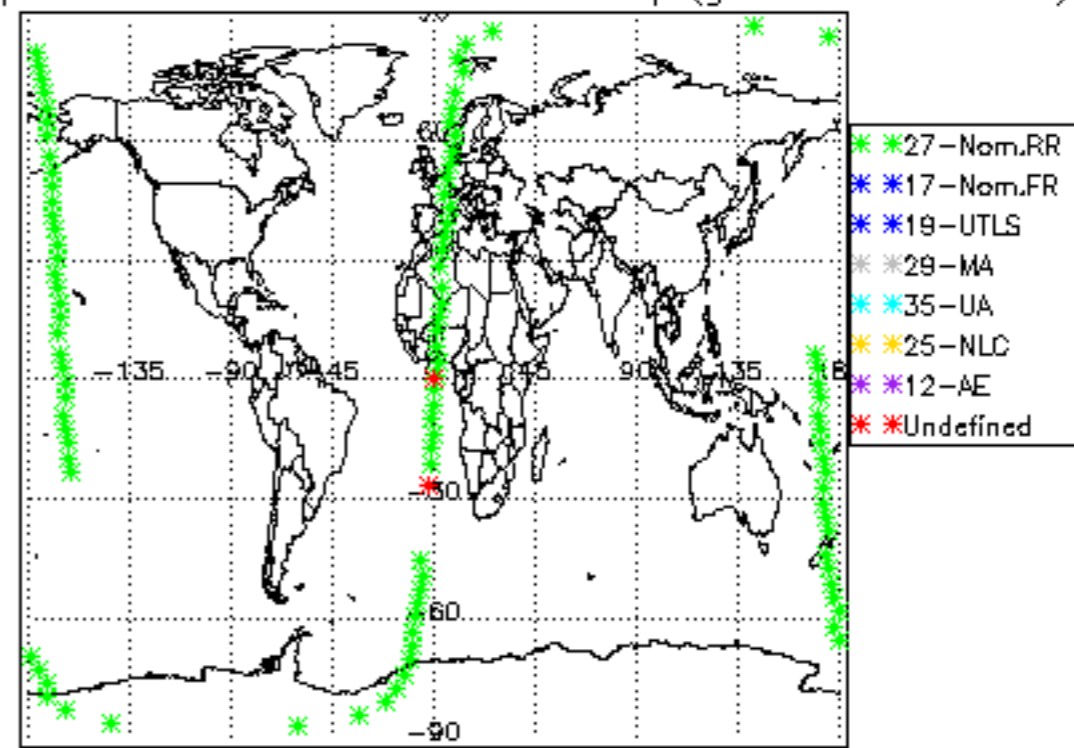 60
-135 -90 45 45 90 135
-60
-90
27-Nom.RR
17-Nom.FR
19-UTLS
29-MA
35-UA
25-NLC
12-AE
Undefined